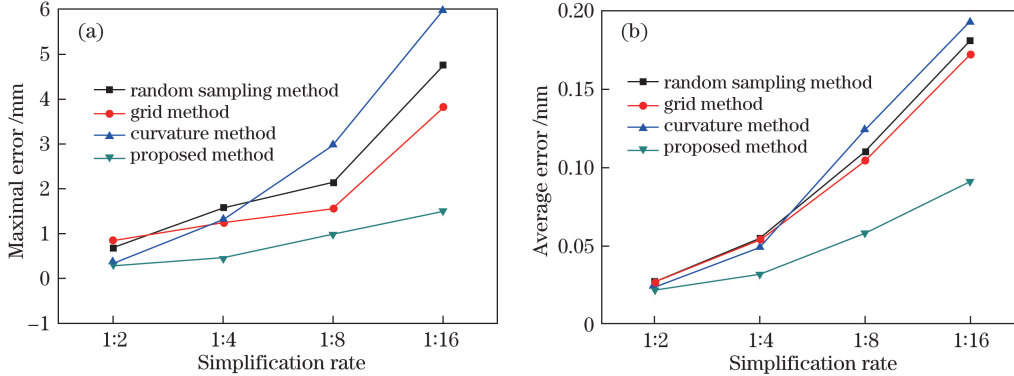 (a)
6
5
4
3
2
1
0
−1
Maximal error /mm
random sampling method
grid method
curvature method
proposed method
1:2 1:4 1:8 1:16
Simplification rate
(b)
0.20
0.15
0.10
0.05
0
Average error /mm
random sampling method
grid method
curvature method
proposed method
1:2 1:4 1:8 1:16
Simplification rate